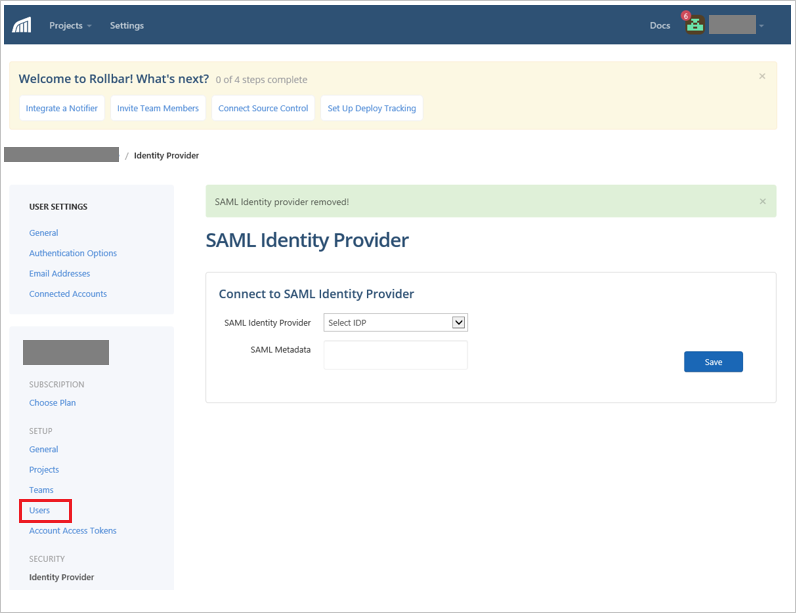 Projects Settings Docs 6
Welcome to Rollbar! What's next? 0 of 4 steps complete ×
Integrate a Notifier Invite Team Members Connect Source Control Set Up Deploy Tracking
/ Identity Provider
USER SETTINGS
General
Authentication Options
Email Addresses
Connected Accounts
SUBSCRIPTION
Choose Plan
SETUP
General
Projects
Teams
Users
Account Access Tokens
SECURITY
Identity Provider
SAML Identity provider removed! ×
SAML Identity Provider
Connect to SAML Identity Provider
SAML Identity Provider Select IDP
SAML Metadata
Save